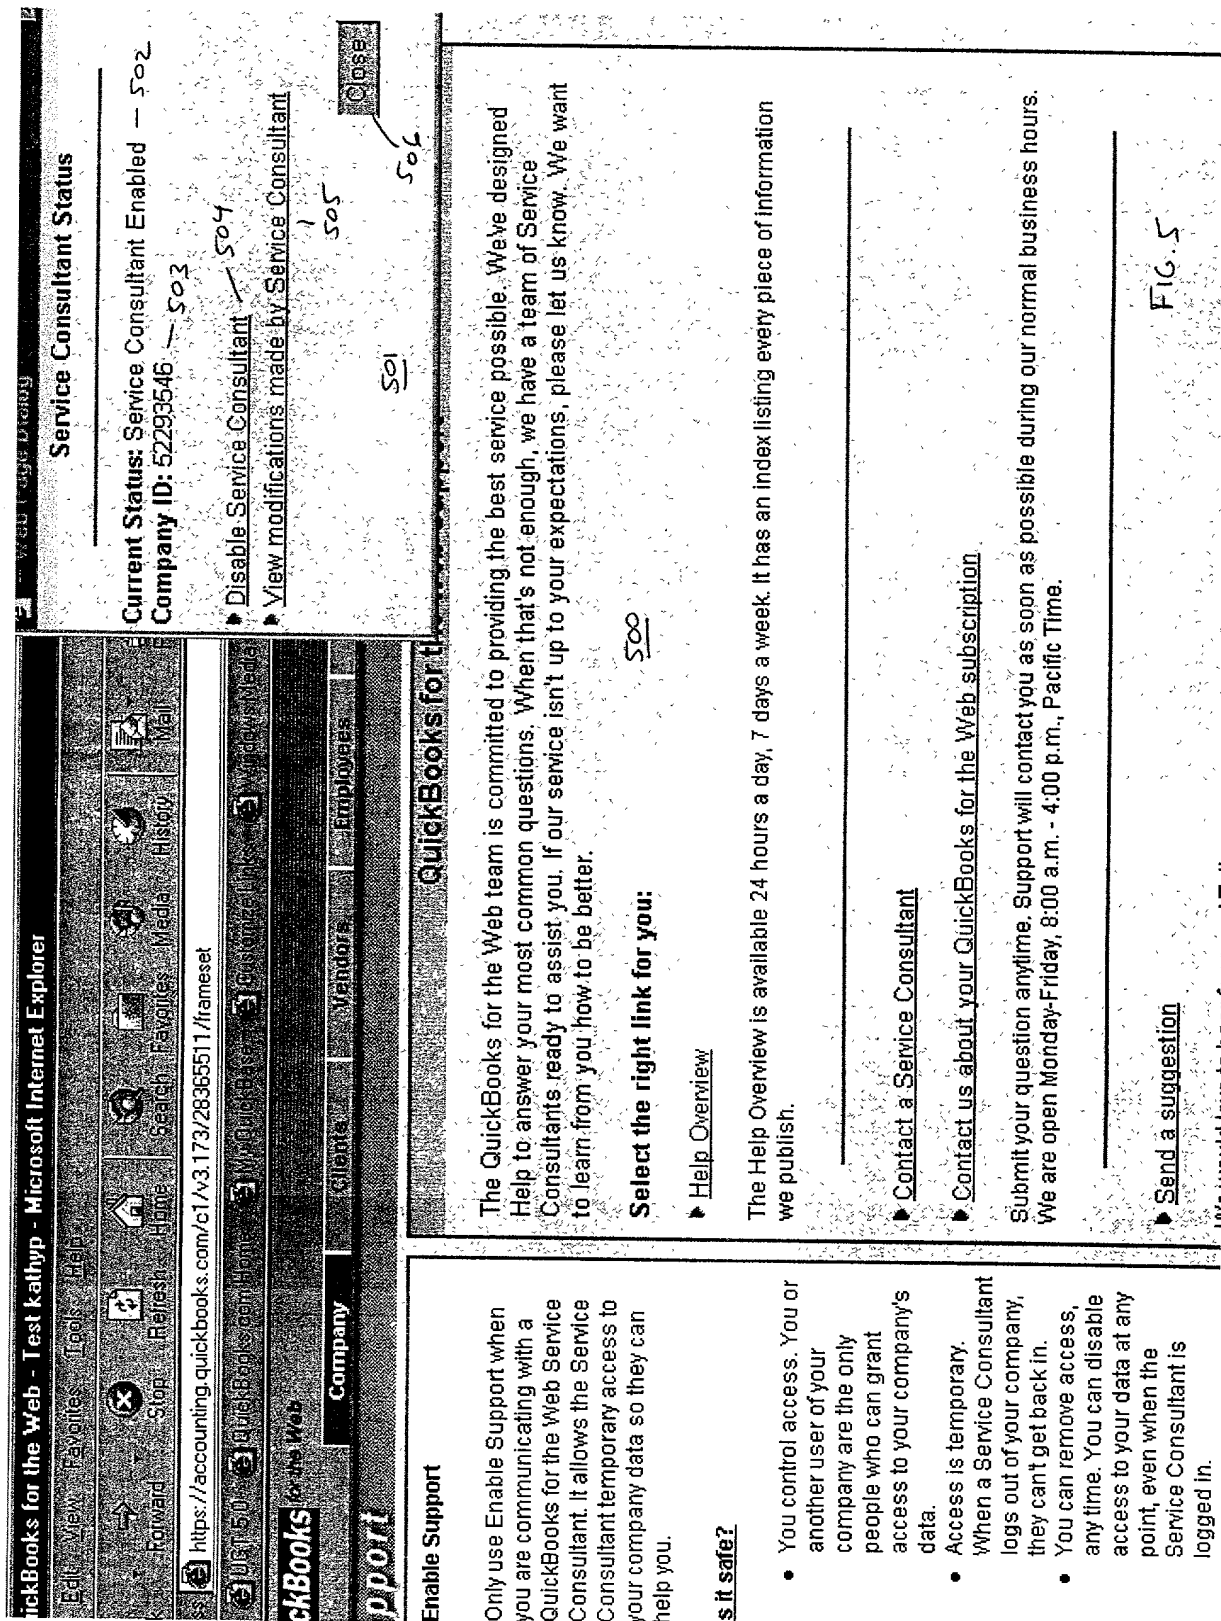 ickBooks for the Web - Test kathyp - Microsoft Internet Explorer
Edit View Favorites Tools Help
Forward Stop Refresh Home Search Favorites Media History Mail
https://accounting.quickbooks.com/c1/v3.173/28365511/frameset
QuickBooks.com Home My QuickBase Customize Links Windows Media
ckBooks for the Web
Company Clients Vendors Employees
pport
Web Page Dialog
Service Consultant Status
Current Status: Service Consultant Enabled — 502
Company ID: 52293546 — 503
Disable Service Consultant — 504
View modifications made by Service Consultant
505
501
Close
506
Enable Support
Only use Enable Support when
you are communicating with a
QuickBooks for the Web Service
Consultant. It allows the Service
Consultant temporary access to
your company data so they can
help you.
s it safe?
• You control access. You or
another user of your
company are the only
people who can grant
access to your company's
data.
• Access is temporary.
When a Service Consultant
logs out of your company,
they can't get back in.
• You can remove access,
any time. You can disable
access to your data at any
point, even when the
Service Consultant is
logged in.
QuickBooks for t
The QuickBooks for the Web team is committed to providing the best service possible. We've designed
Help to answer your most common questions. When that's not enough, we have a team of Service
Consultants ready to assist you. If our service isn't up to your expectations, please let us know. We want
to learn from you how to be better.
500
Select the right link for you:
Help Overview
The Help Overview is available 24 hours a day, 7 days a week. It has an index listing every piece of information
we publish.
Contact a Service Consultant
Contact us about your QuickBooks for the Web subscription
Submit your question anytime. Support will contact you as soon as possible during our normal business hours.
We are open Monday-Friday, 8:00 a.m. - 4:00 p.m., Pacific Time.
Send a suggestion
FIG. 5